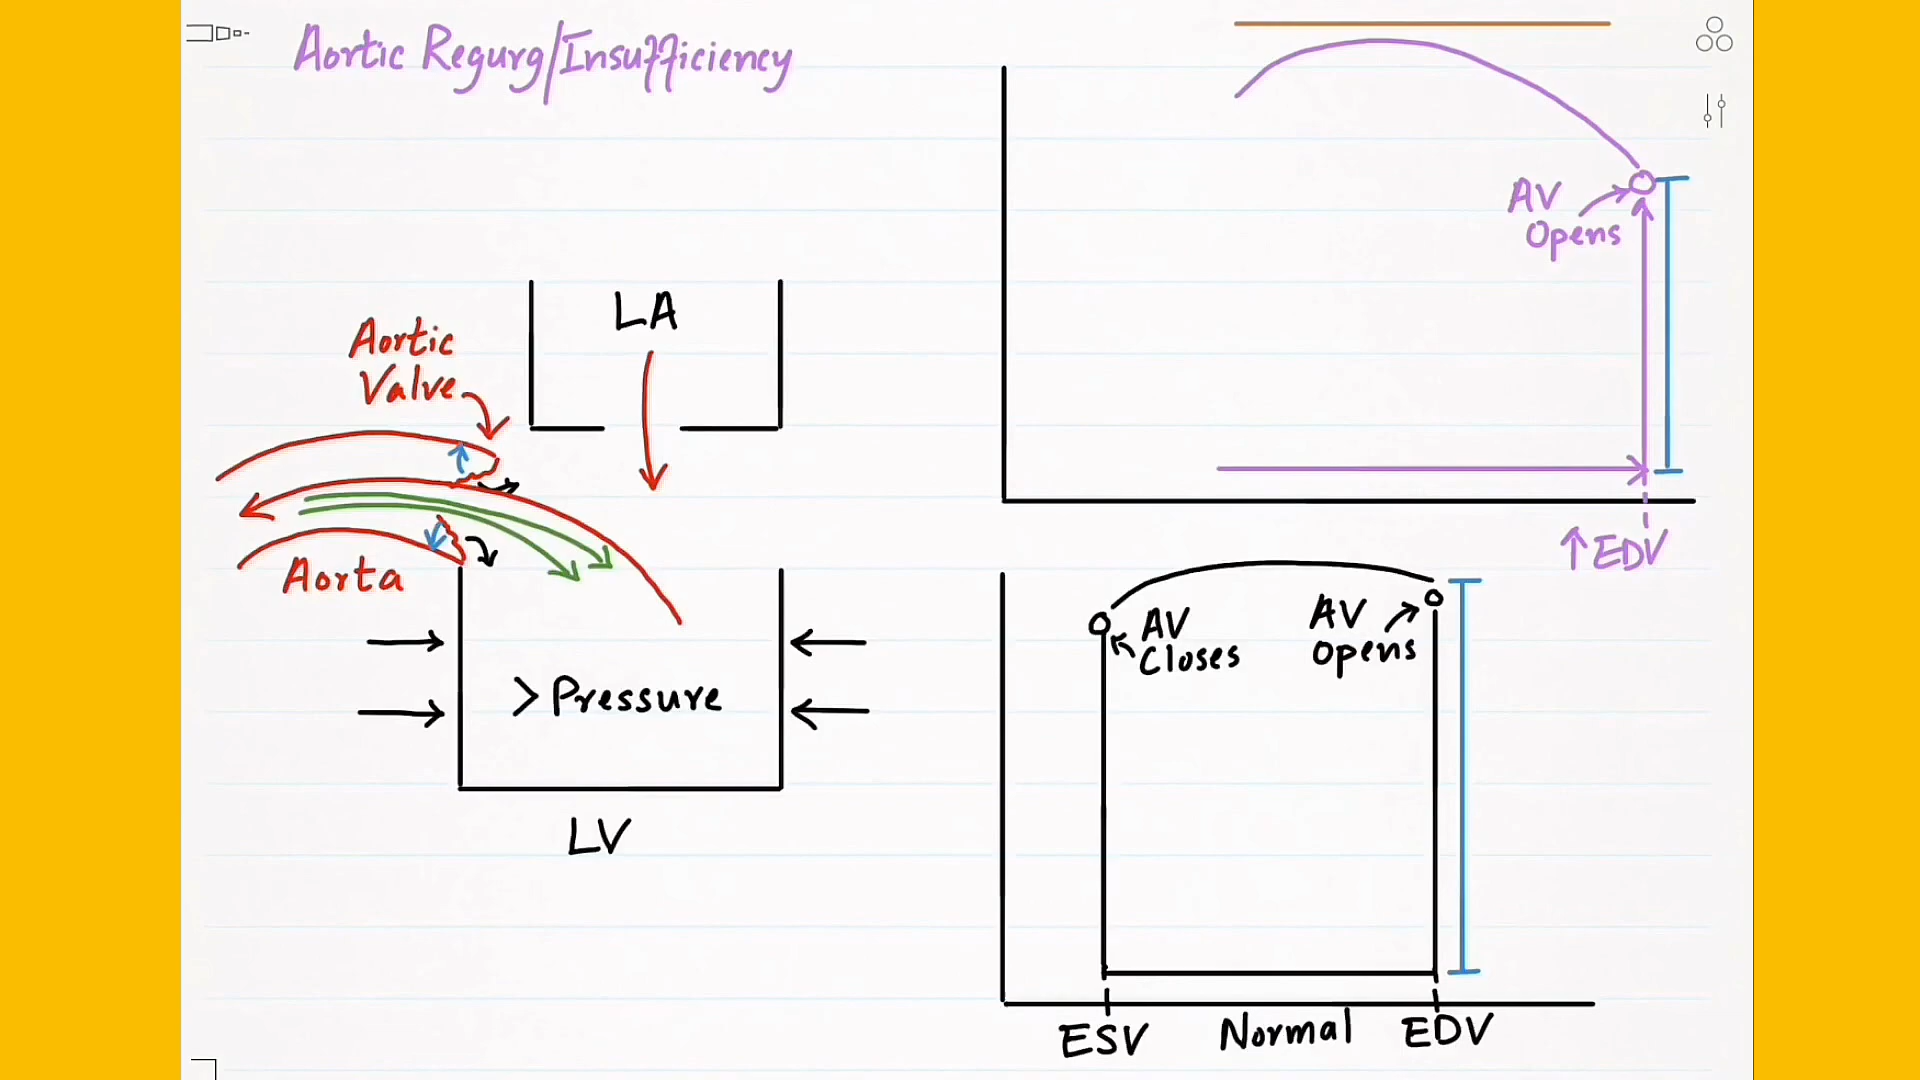 Aortic Regurg/Insufficiency
AV
Opens
↑EDV
LA
Aortic
Valve
Aorta
> Pressure
LV
AV
Closes
AV
opens
ESV
Normal
EDV